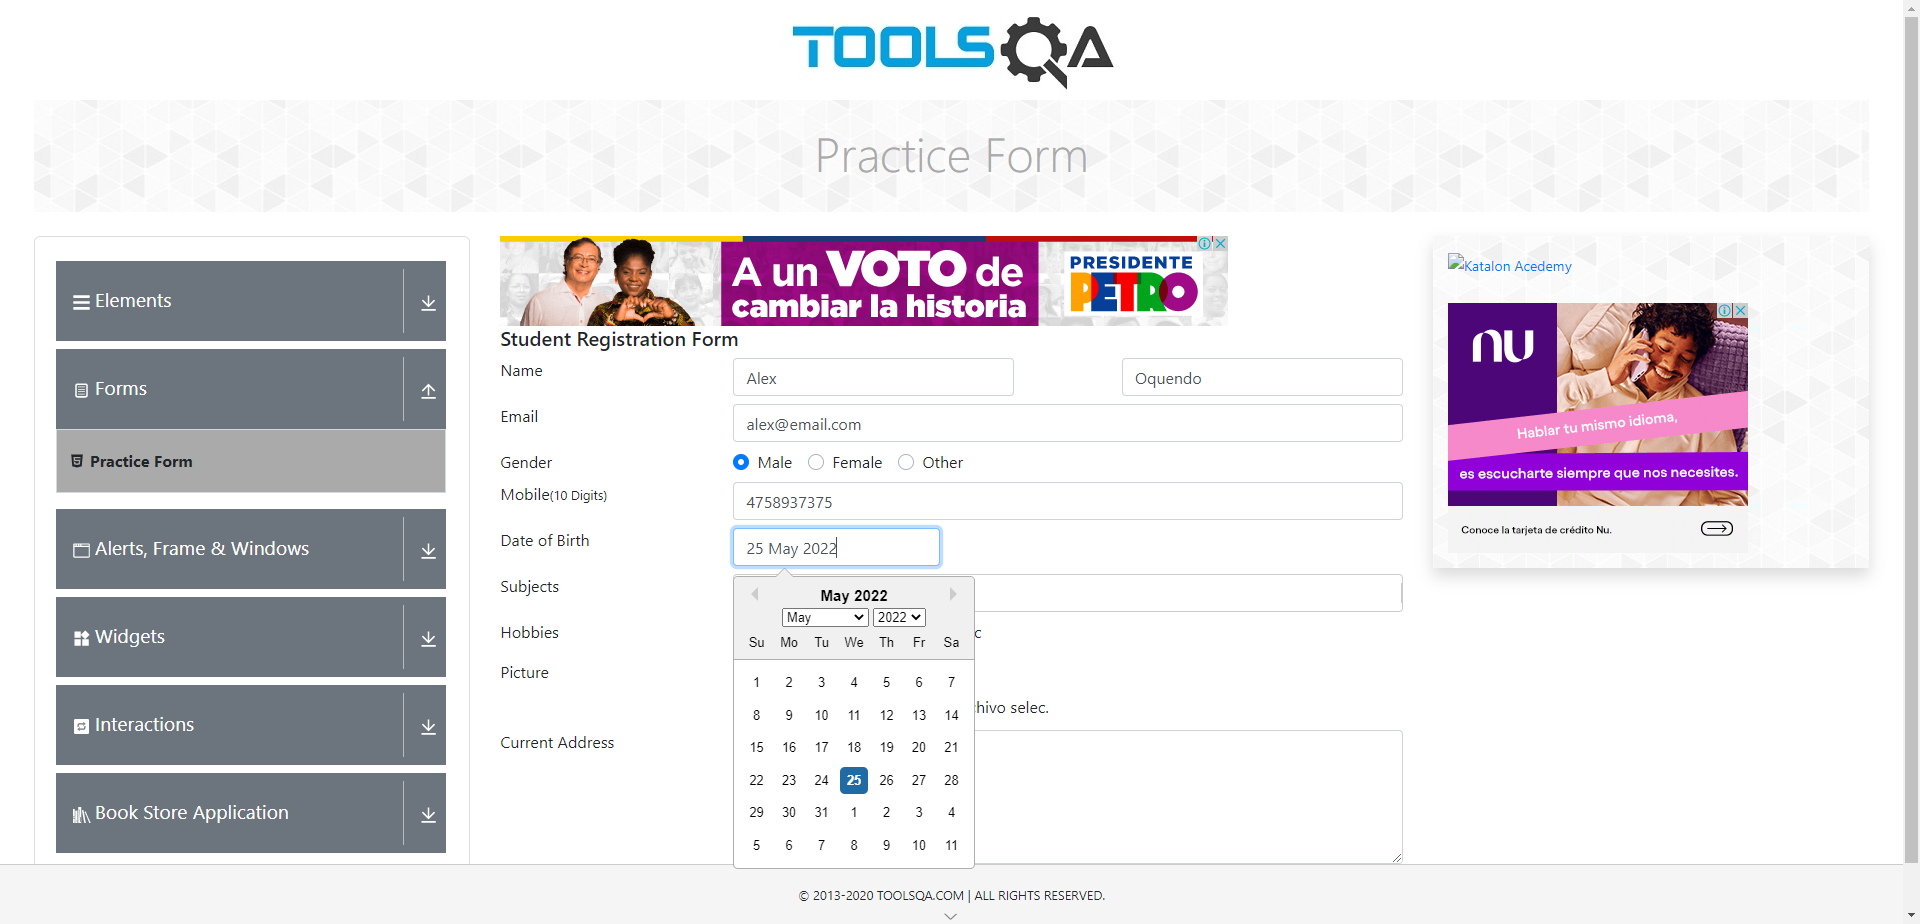 TOOLSQA
Practice Form
Elements
Forms
Practice Form
Alerts, Frame & Windows
Widgets
Interactions
Book Store Application
A un VOTO de
cambiar la historia
PRESIDENTE
PETRO
Student Registration Form
Name
Alex
Oquendo
Email
alex@email.com
Gender
Male
Female
Other
Mobile(10 Digits)
4758937375
Date of Birth
25 May 2022
Subjects
Hobbies
c
Picture
hivo selec.
Current Address
May 2022
May
2022
Su Mo Tu We Th Fr Sa
1 2 3 4 5 6 7
8 9 10 11 12 13 14
15 16 17 18 19 20 21
22 23 24 25 26 27 28
29 30 31 1 2 3 4
5 6 7 8 9 10 11
Katalon Acedemy
nu
Hablar tu mismo idioma,
es escucharte siempre que nos necesites.
Conoce la tarjeta de crédito Nu.
© 2013-2020 TOOLSQA.COM | ALL RIGHTS RESERVED.